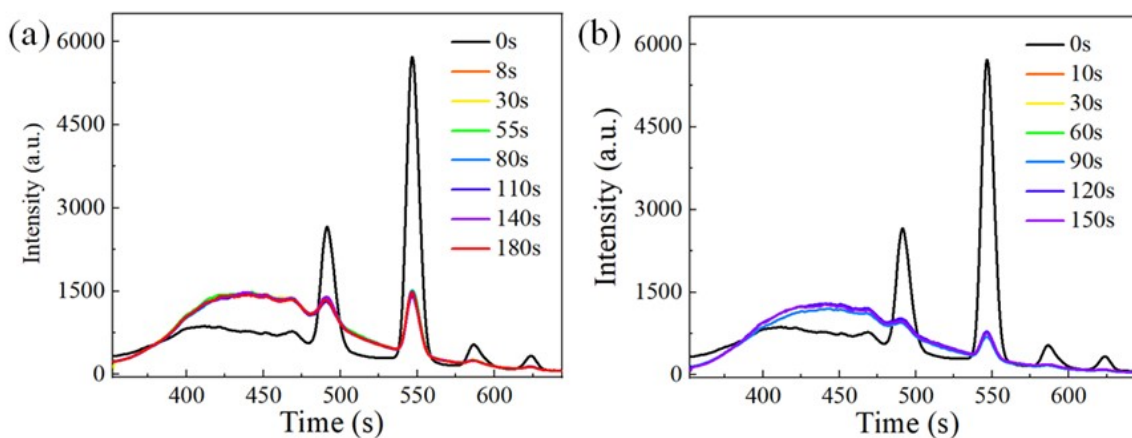 (a)
6000
4500
3000
1500
0
Intensity (a.u.)
0s
8s
30s
55s
80s
110s
140s
180s
400 450 500 550 600
Time (s)
(b)
6000
4500
3000
1500
0
Intensity (a.u.)
0s
10s
30s
60s
90s
120s
150s
400 450 500 550 600
Time (s)